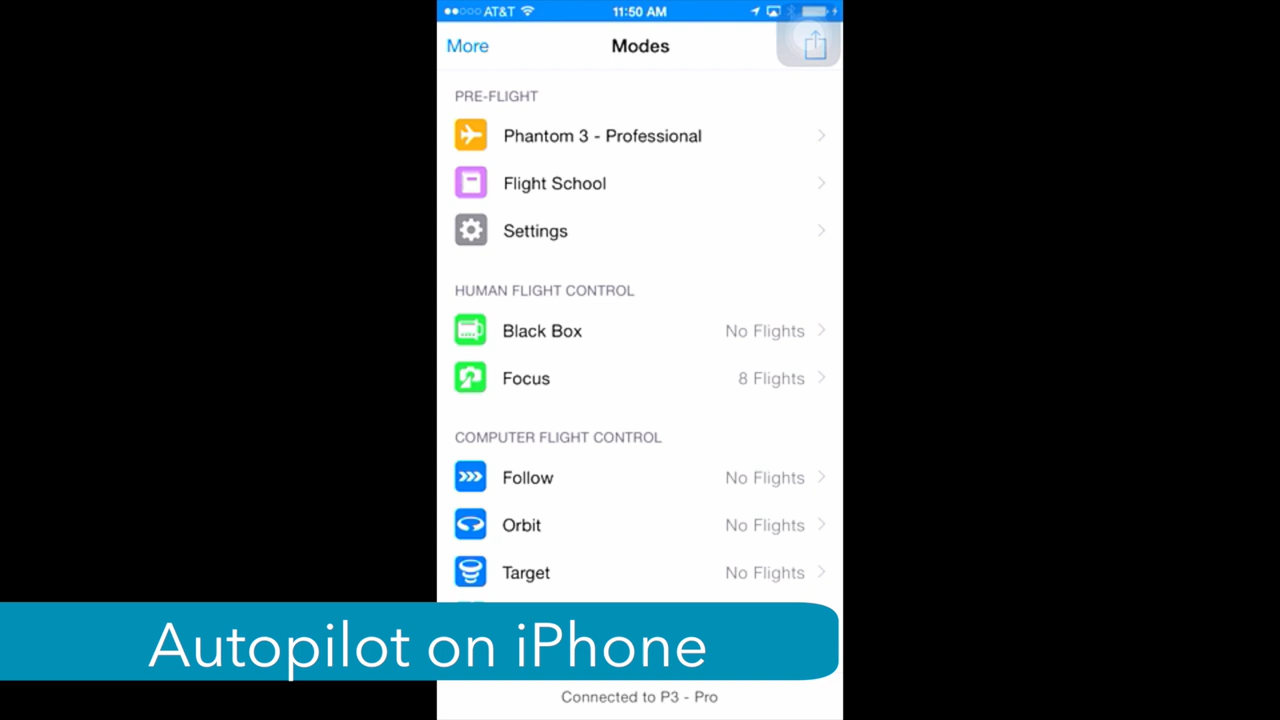 AT&T 11:50 AM
More Modes
PRE-FLIGHT
Phantom 3 - Professional
Flight School
Settings
HUMAN FLIGHT CONTROL
Black Box No Flights
Focus 8 Flights
COMPUTER FLIGHT CONTROL
Follow No Flights
Orbit No Flights
Target No Flights
Autopilot on iPhone
Connected to P3 - Pro